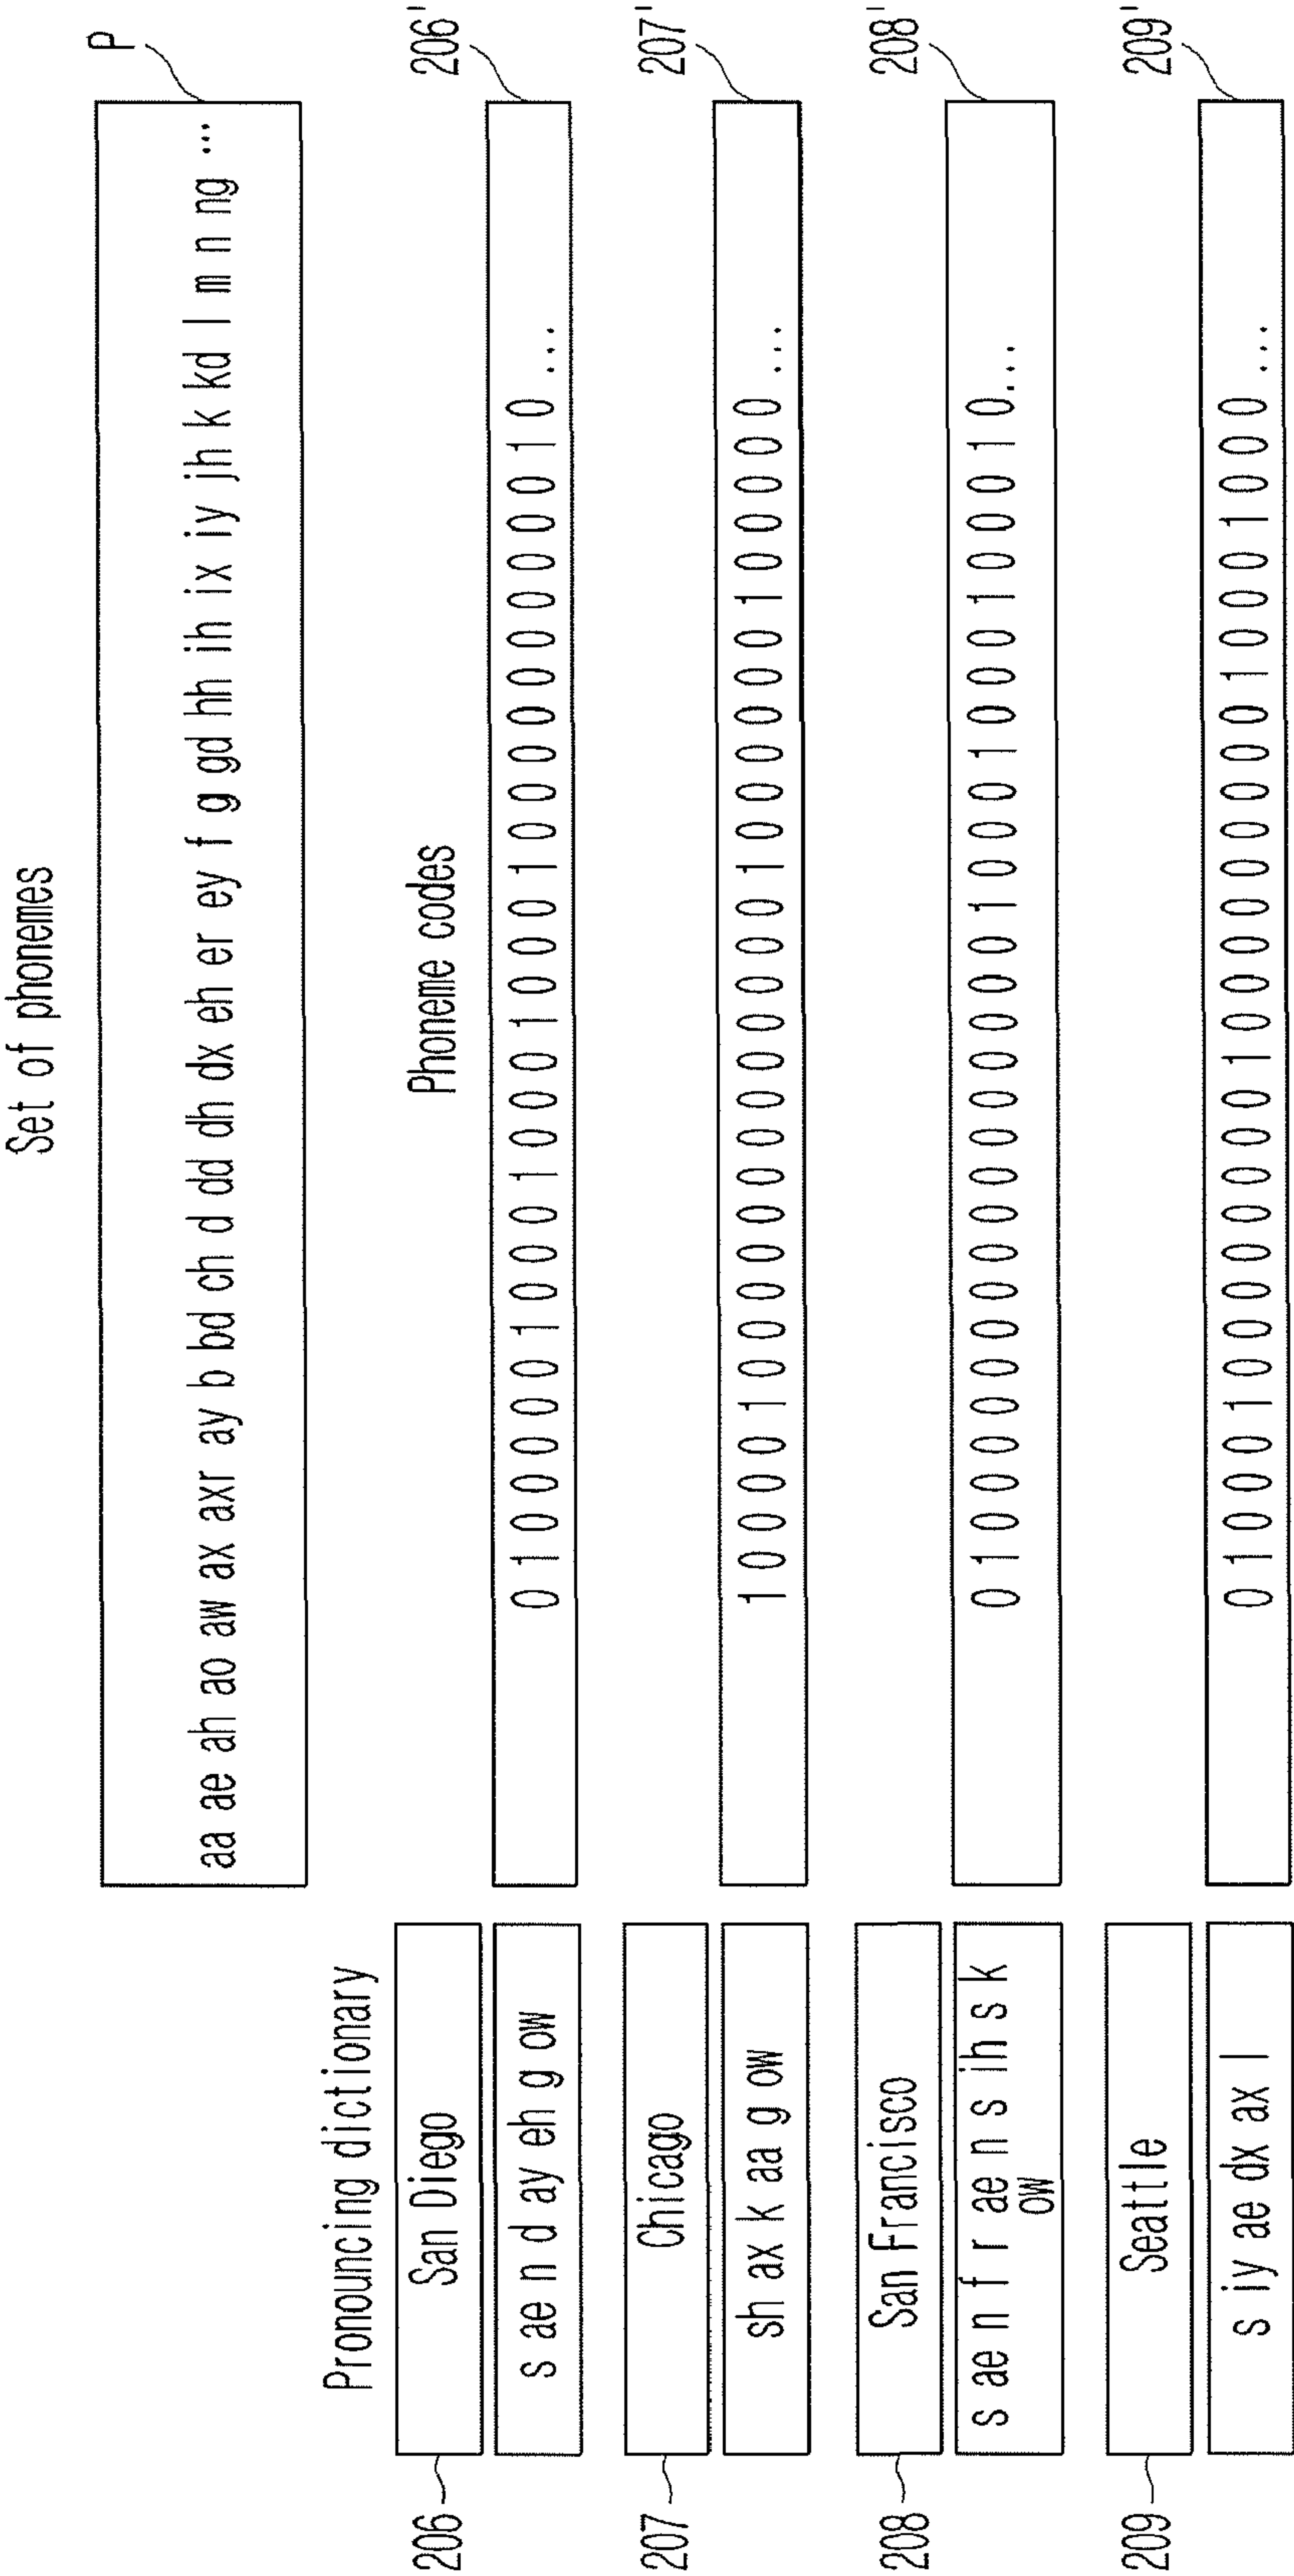 Set of phonemes
P
aa ae ah ao aw ax axr ay b bd ch d dd dh dx eh er ey f g gd hh ih ix iy jh k kd l m n ng ...
Pronouncing dictionary
Phoneme codes
206
San Diego
206'
s ae n d ay eh g ow
0 1 0 0 0 0 0 1 0 0 0 1 0 0 0 1 0 0 0 1 0 0 0 0 0 0 0 0 0 0 1 0 ....
207
Chicago
207'
sh ax k aa g ow
1 0 0 0 0 1 0 0 0 0 0 0 0 0 0 0 0 0 0 1 0 0 0 0 0 0 1 0 0 0 0 0 ....
208
San Francisco
208'
s ae n f r ae n s ih s k
ow
0 1 0 0 0 0 0 0 0 0 0 0 0 0 0 0 0 0 1 0 0 0 1 0 0 0 1 0 0 0 1 0 ...
209
Seattle
209'
s iy ae dx ax l
0 1 0 0 0 1 0 0 0 0 0 0 0 0 1 0 0 0 0 0 0 0 0 0 1 0 0 0 1 0 0 0 ....